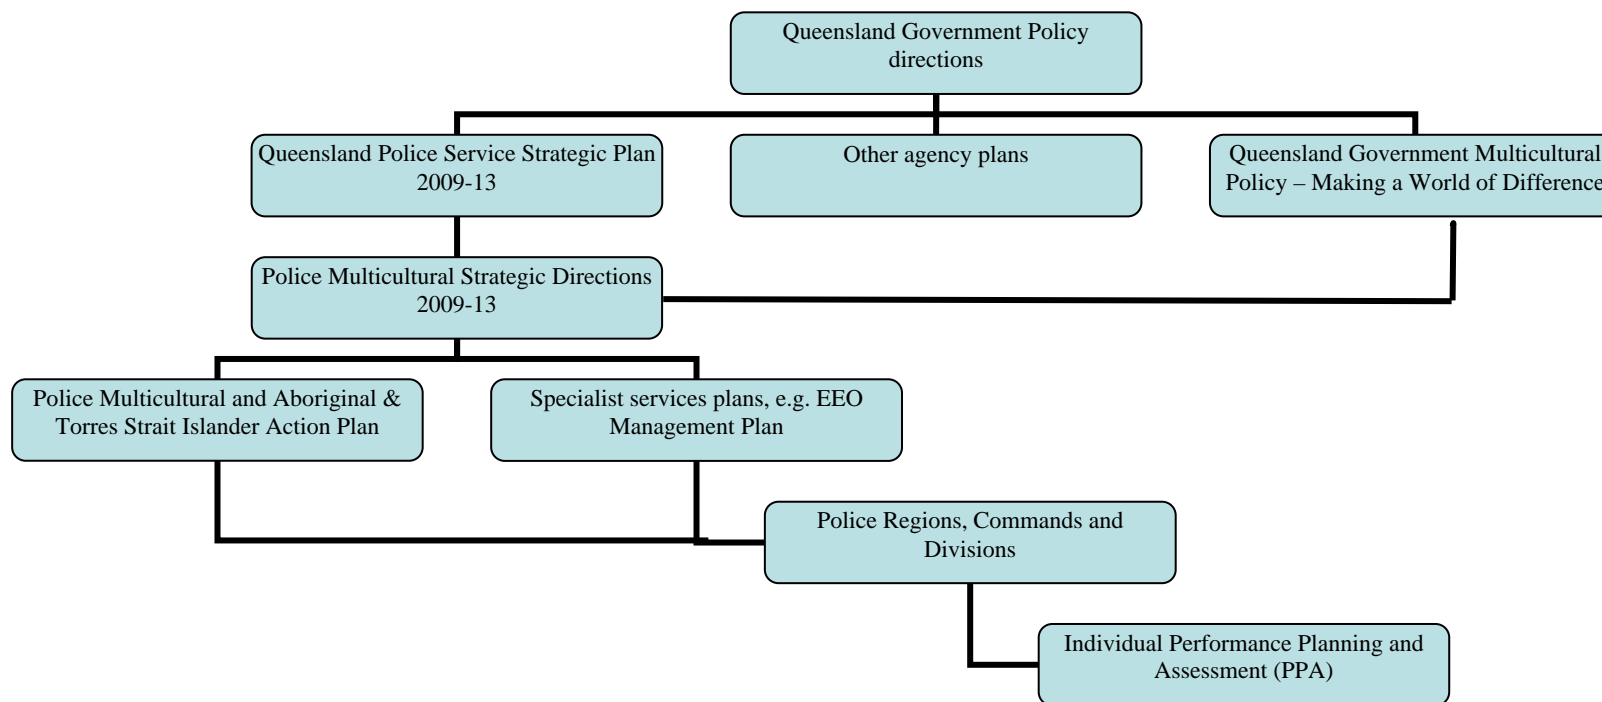 Queensland Government Policy
directions
Queensland Police Service Strategic Plan
2009-13
Other agency plans
Queensland Government Multicultural
Policy – Making a World of Difference
Police Multicultural Strategic Directions
2009-13
Police Multicultural and Aboriginal &
Torres Strait Islander Action Plan
Specialist services plans, e.g. EEO
Management Plan
Police Regions, Commands and
Divisions
Individual Performance Planning and
Assessment (PPA)